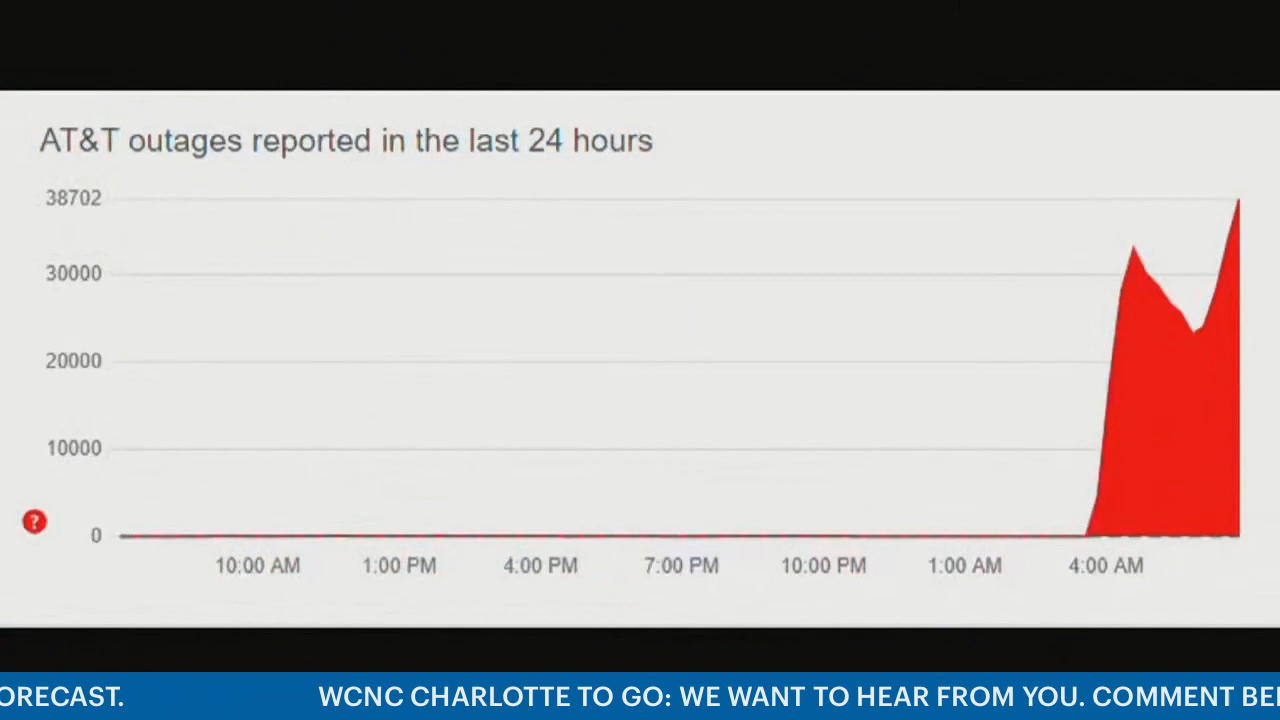 AT&T outages reported in the last 24 hours
38702
30000
20000
10000
?
0
10:00 AM 1:00 PM 4:00 PM 7:00 PM 10:00 PM 1:00 AM 4:00 AM
ORECAST. WCNC CHARLOTTE TO GO: WE WANT TO HEAR FROM YOU. COMMENT BEL